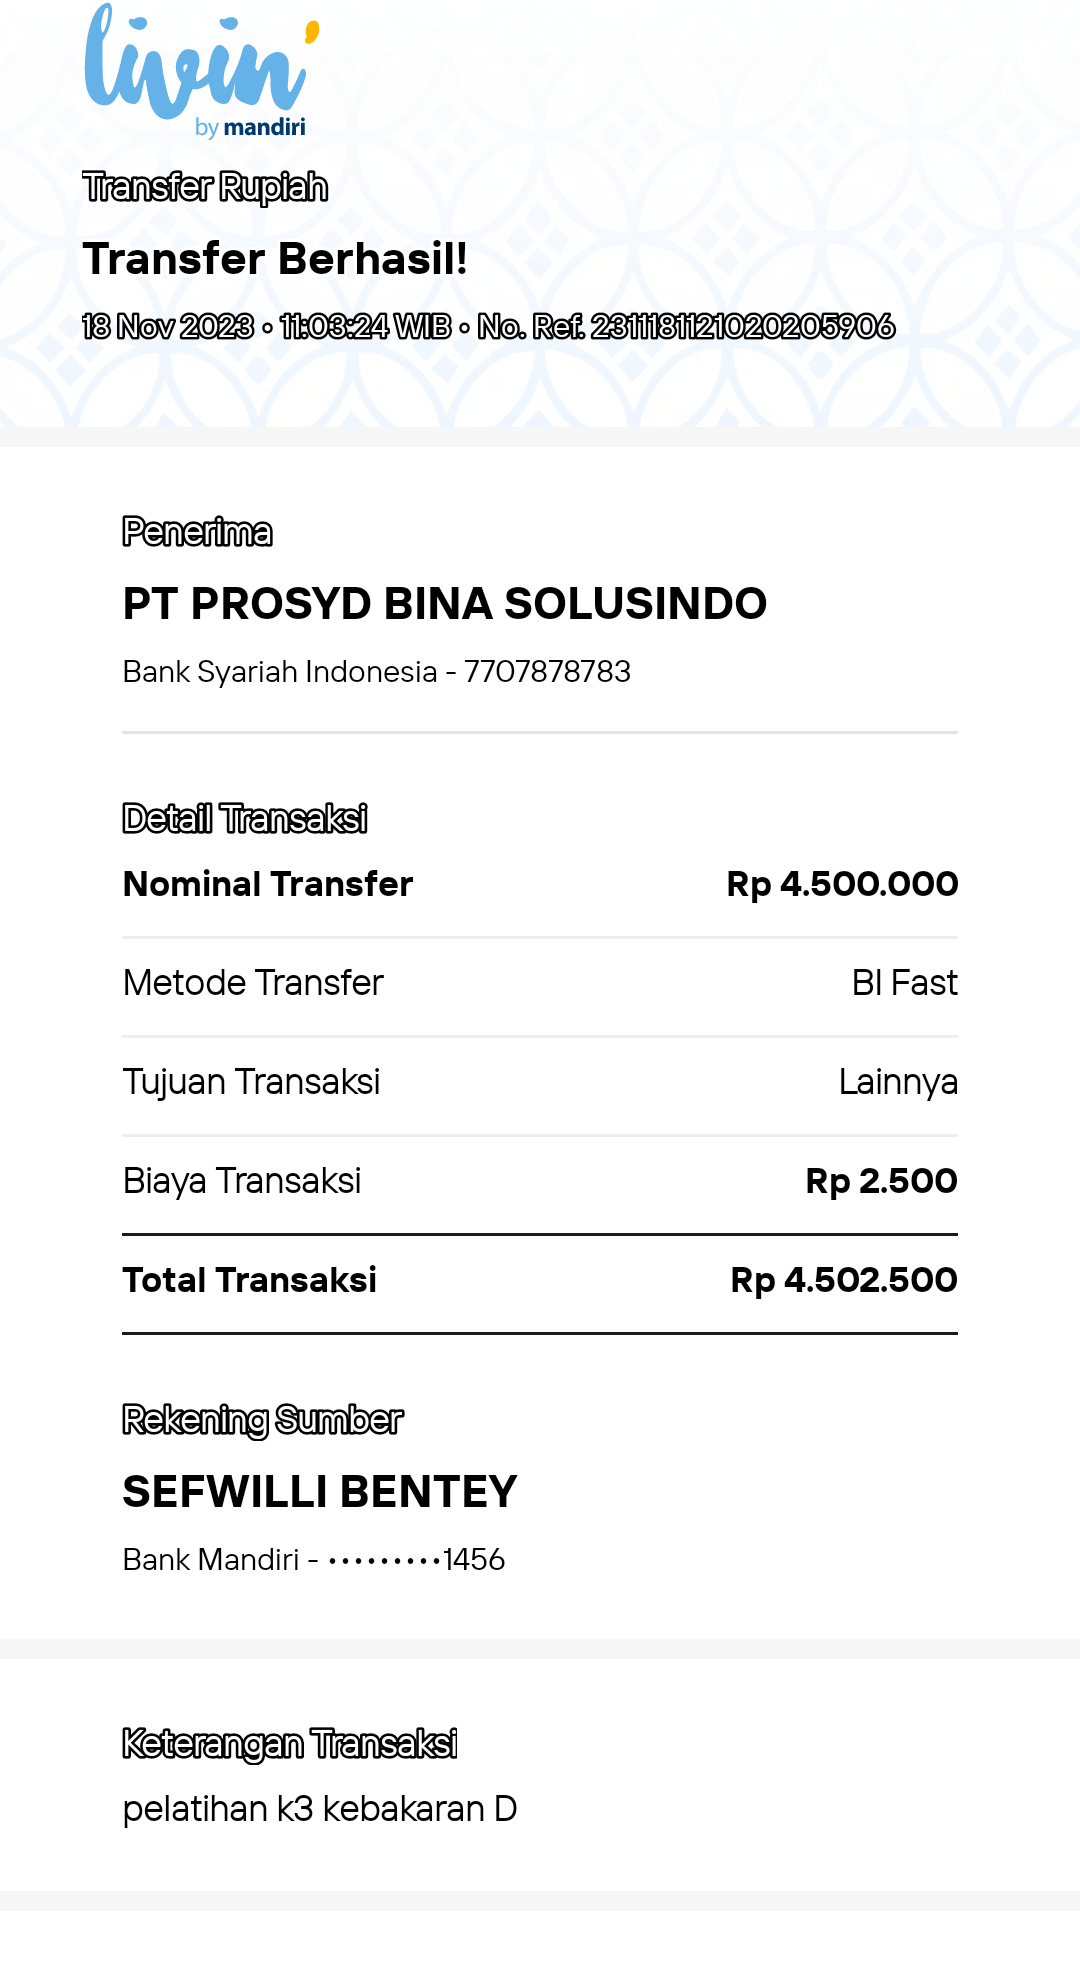 livin'
by mandiri
Transfer Rupiah
Transfer Berhasil!
18 Nov 2023 • 11:03:24 WIB • No. Ref. 2311181121020205906
Penerima
PT PROSYD BINA SOLUSINDO
Bank Syariah Indonesia - 7707878783
Detail Transaksi
Nominal Transfer Rp 4.500.000
Metode Transfer BI Fast
Tujuan Transaksi Lainnya
Biaya Transaksi Rp 2.500
Total Transaksi Rp 4.502.500
Rekening Sumber
SEFWILLI BENTEY
Bank Mandiri - •••••••••1456
Keterangan Transaksi
pelatihan k3 kebakaran D